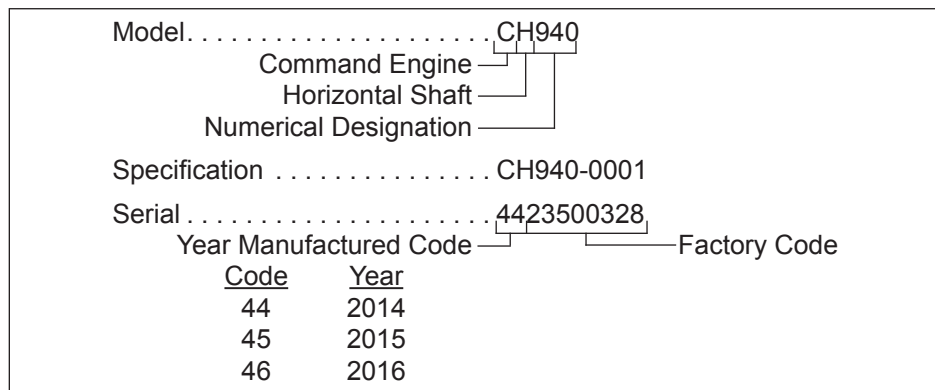 Model. . . . . . . . . . . . . . . . . . . . . . CH940
Command Engine
Horizontal Shaft
Numerical Designation
Specification . . . . . . . . . . . . . . . CH940-0001
Serial . . . . . . . . . . . . . . . . . . . . . . 4423500328
Year Manufactured Code Factory Code
Code Year
44 2014
45 2015
46 2016